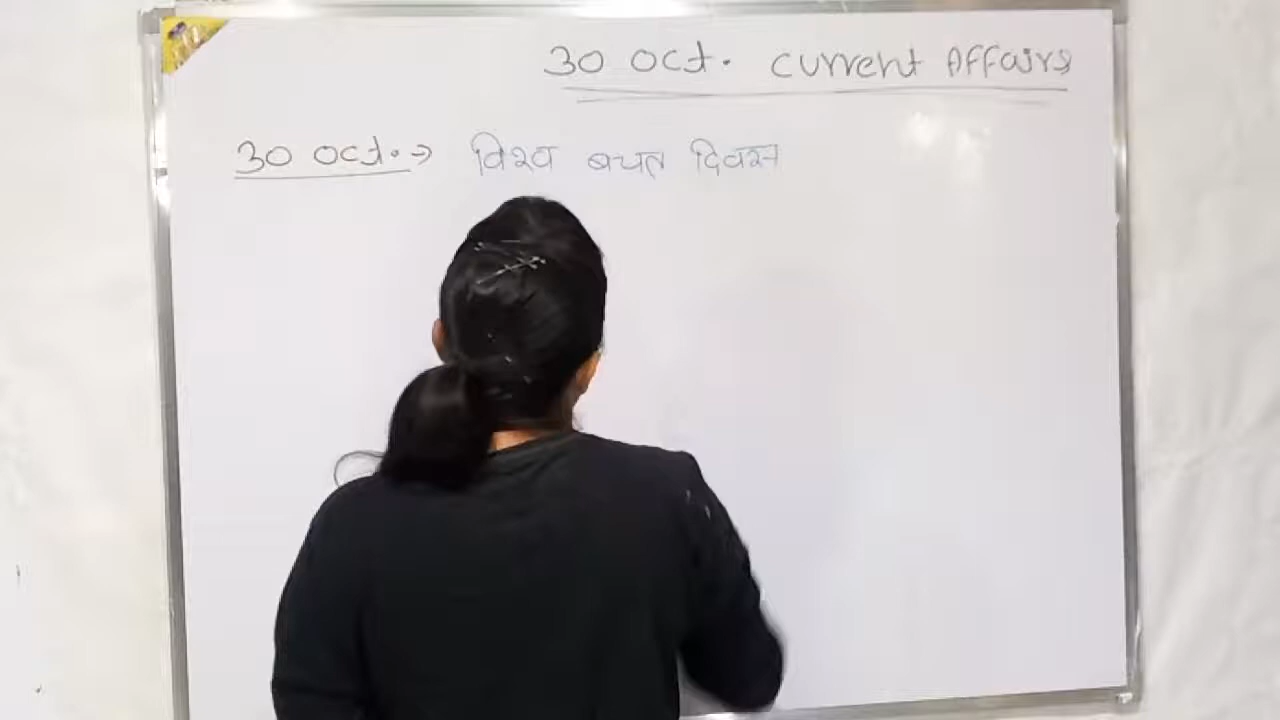 30 Oct. Current Affairs
30 Oct. → विश्व बचत दिवस